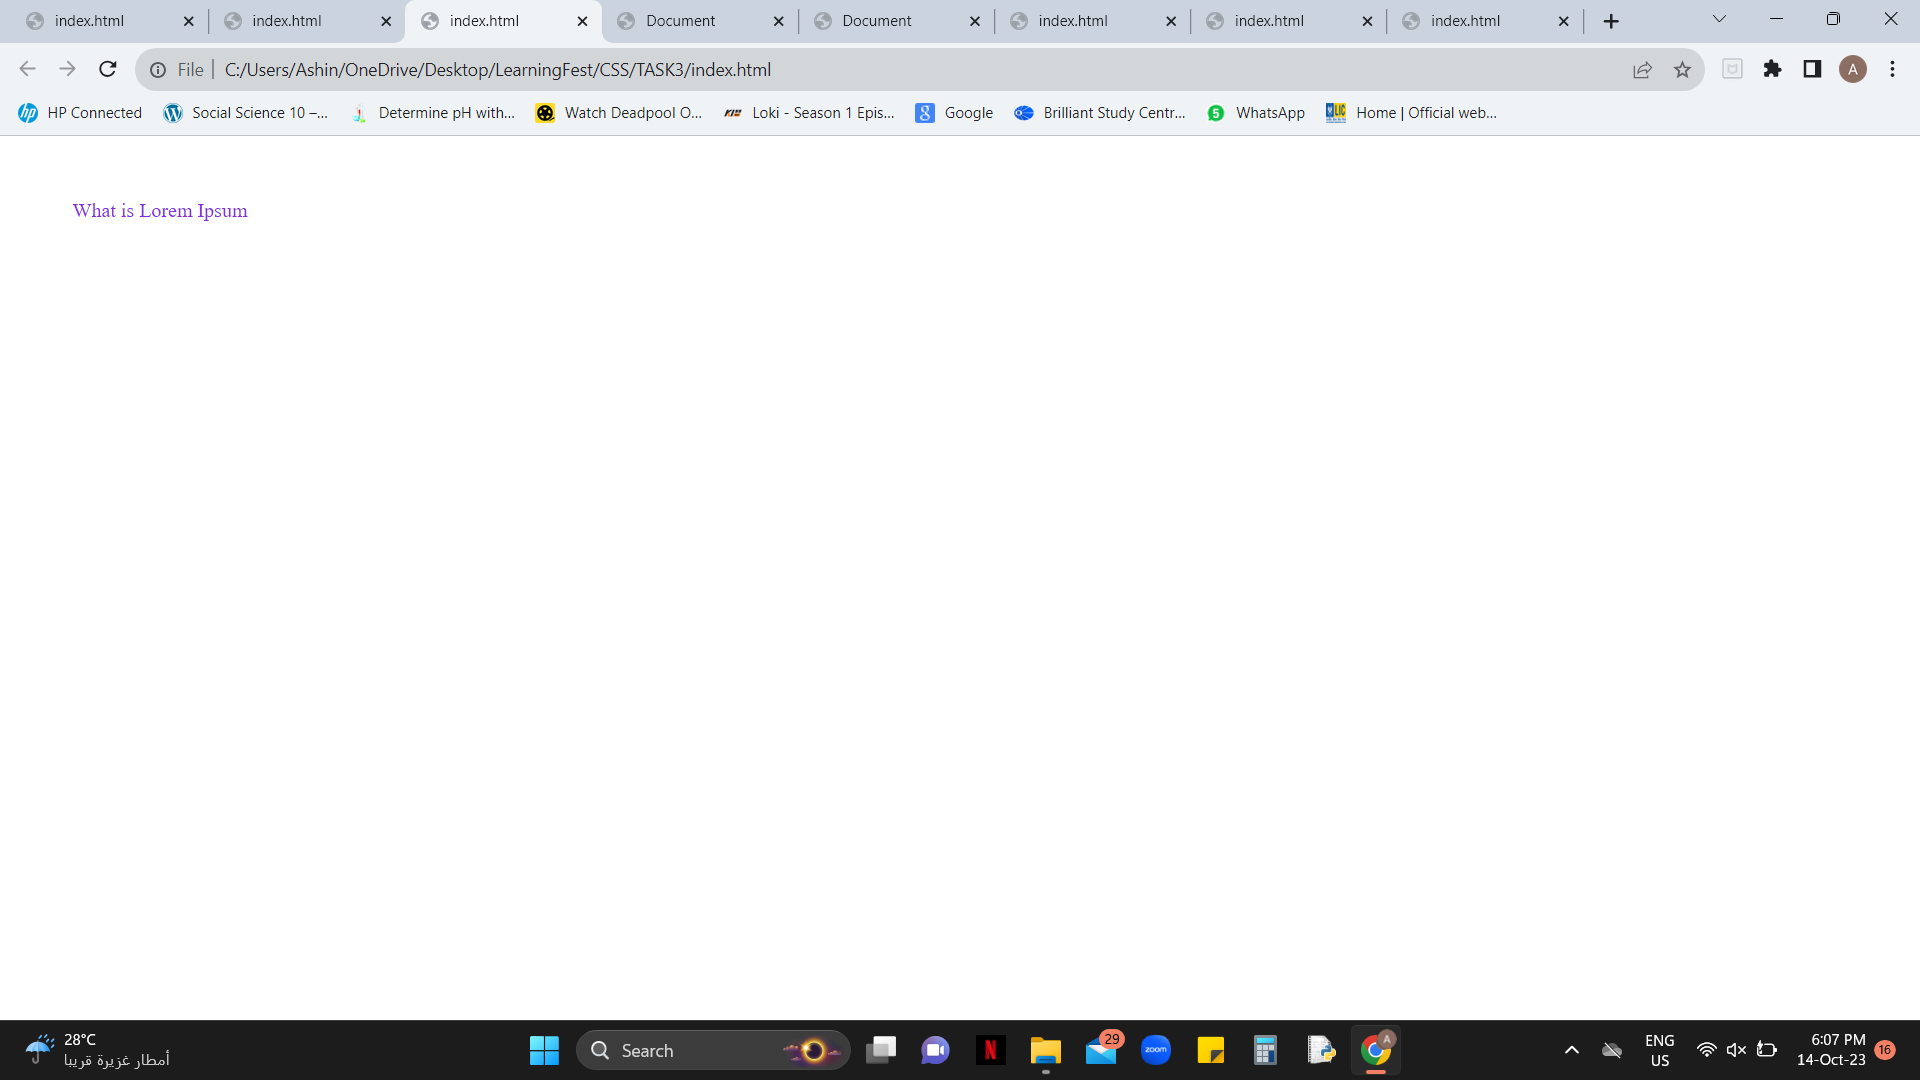 index.html
index.html
index.html
Document
Document
index.html
index.html
index.html
File
C:/Users/Ashin/OneDrive/Desktop/LearningFest/CSS/TASK3/index.html
A
HP Connected
Social Science 10 –...
Determine pH with...
Watch Deadpool O...
Loki - Season 1 Epis...
Google
Brilliant Study Centr...
5
WhatsApp
LIC
Home | Official web...
What is Lorem Ipsum
28°C
أمطار غزيرة قريبا
Search
N
29
zoom
A
ENG
US
6:07 PM
14-Oct-23
16